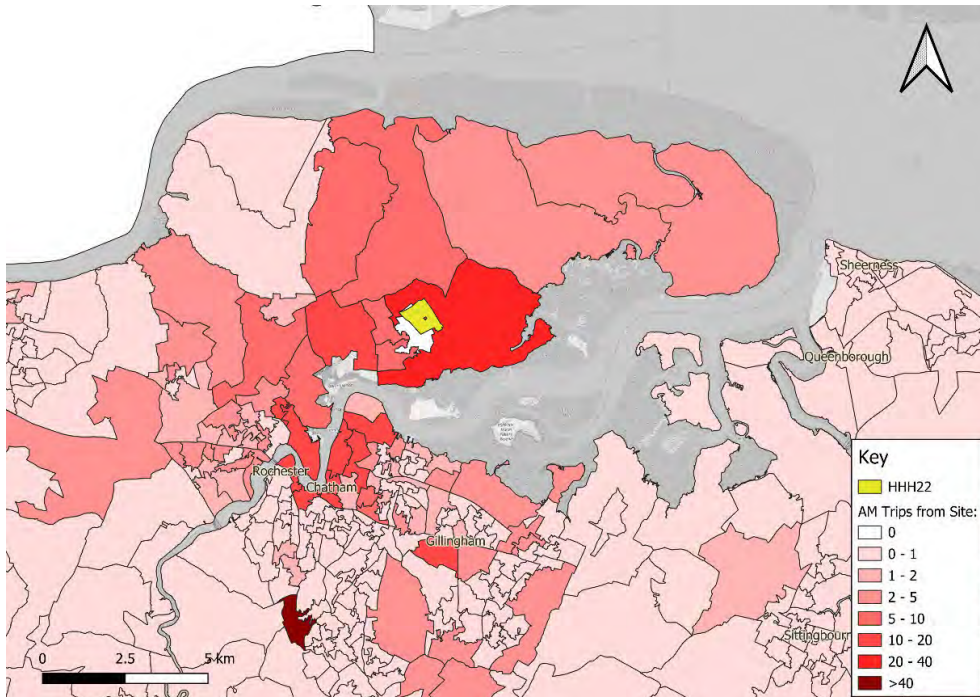 Sheerness
Queenborough
Rochester
Chatham
Gillingham
Sittingbourn
0 2.5 5 km
Key
HHH22
AM Trips from Site:
0
0 - 1
1 - 2
2 - 5
5 - 10
10 - 20
20 - 40
>40